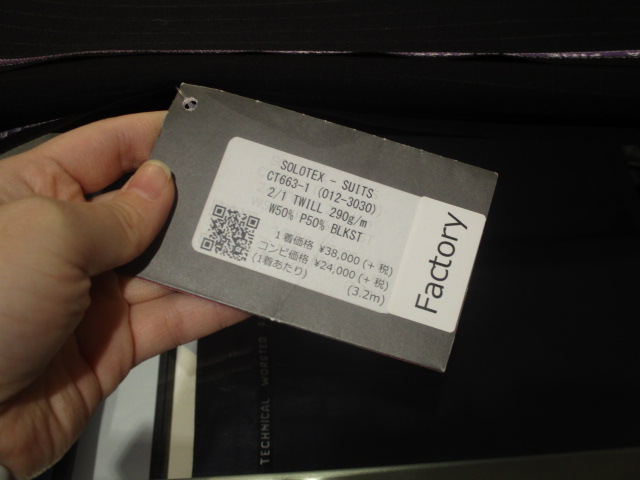 SOLOTEX - SUITS
CT663-1 (012-3030)
2/1 TWILL 290g/m
W50% P50% BLKST
1着価格 ¥38,000 (+ 税)
コンビ価格 ¥24,000 (+ 税)
(1着あたり)
(3.2m)
Factory
TECHNICAL WORSTED